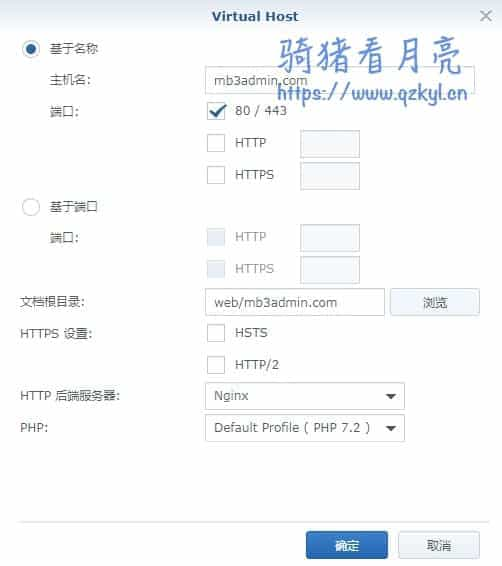 Virtual Host
基于名称
骑猪看月亮
主机名: mb3admin.com
https://www.qzkyl.cn
端口: 80 / 443
HTTP
HTTPS
基于端口
端口: HTTP
HTTPS
文档根目录: web/mb3admin.com 浏览
HTTPS 设置: HSTS
HTTP/2
HTTP 后端服务器: Nginx
PHP: Default Profile ( PHP 7.2 )
确定 取消